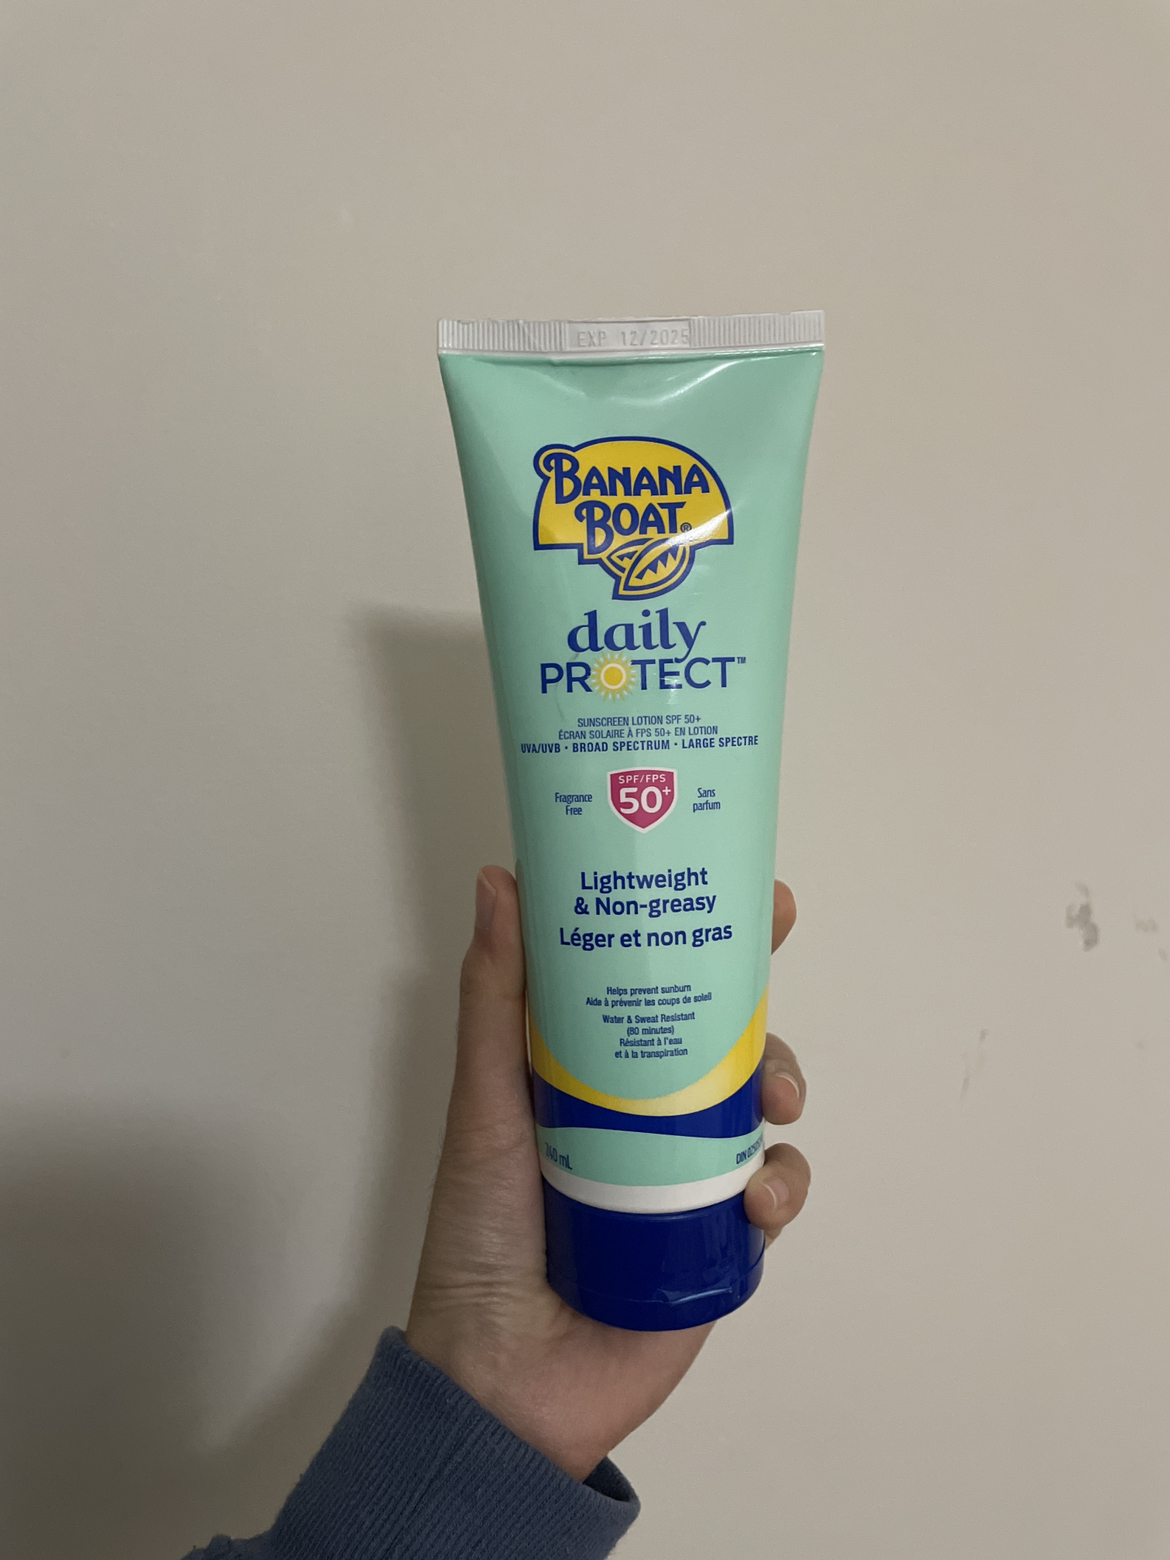 EXP 12/2025
BANANA
BOAT®
daily
PROTECT™
SUNSCREEN LOTION SPF 50+
ÉCRAN SOLAIRE À FPS 50+ EN LOTION
UVA/UVB • BROAD SPECTRUM • LARGE SPECTRE
Fragrance
Free
SPF/FPS
50+
Sans
parfum
Lightweight
& Non-greasy
Léger et non gras
Helps prevent sunburn
Aide à prévenir les coups de soleil
Water & Sweat Resistant
(80 minutes)
Résistant à l'eau
et à la transpiration
240 mL
DIN